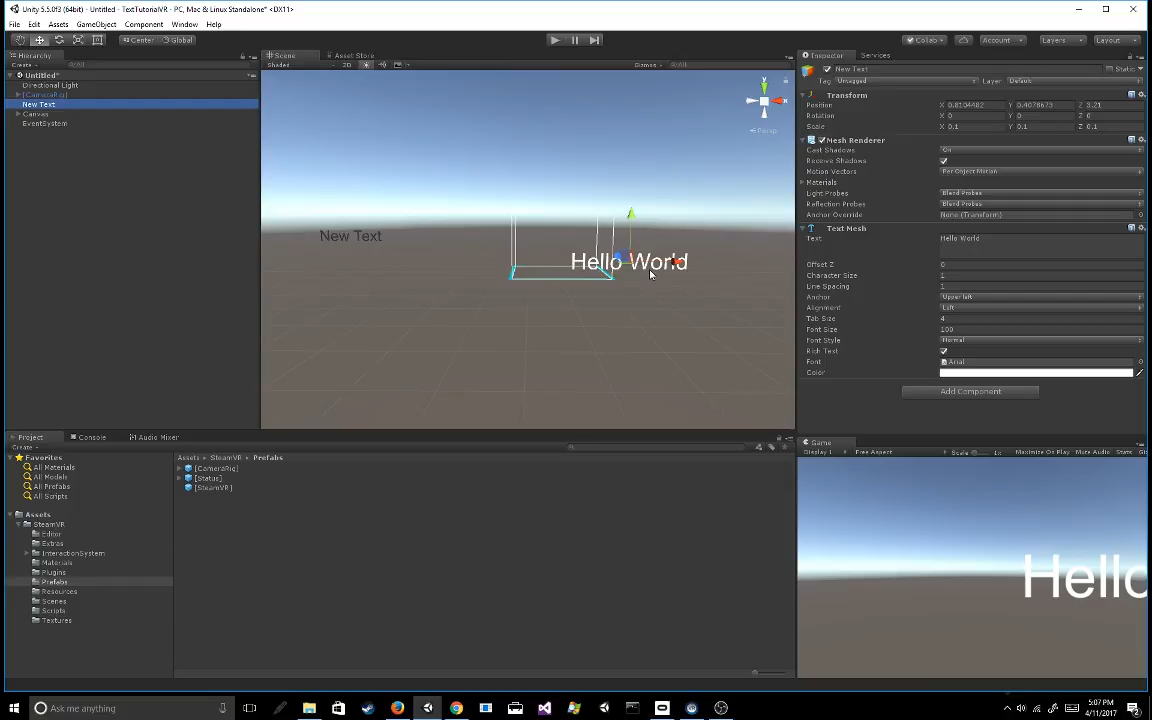 Unity 5.5.0f3 (64bit) - Untitled - TextTutorialVR - PC, Mac & Linux Standalone* <DX11>
File Edit Assets GameObject Component Window Help
Center Global Collab Account Layers Layout
Hierarchy Scene Asset Store Inspector Services
Create All Shaded 2D Gizmos All New Text Static
Untitled* Tag Untagged Layer Default
Directional Light Transform
[CameraRig] Position X 0.8104482 Y 0.4078673 Z 3.21
New Text Rotation X 0 Y 0 Z 0
Canvas Scale X 0.1 Y 0.1 Z 0.1
EventSystem
y
x
Persp
Mesh Renderer
Cast Shadows On
Receive Shadows
Motion Vectors Per Object Motion
Materials
Light Probes Blend Probes
Reflection Probes Blend Probes
Anchor Override None (Transform)
New Text
Hello World
Text Mesh
Text Hello World
Offset Z 0
Character Size 1
Line Spacing 1
Anchor Upper left
Alignment Left
Tab Size 4
Font Size 100
Font Style Normal
Rich Text
Font Arial
Color
Add Component
Project Console Audio Mixer
Create
Favorites
All Materials
All Models
All Prefabs
All Scripts
Assets
SteamVR
Editor
Extras
InteractionSystem
Materials
Plugins
Prefabs
Resources
Scenes
Scripts
Textures
Assets SteamVR Prefabs
[CameraRig]
[Status]
[SteamVR]
Game
Display 1 Free Aspect Scale 1x Maximize On Play Mute Audio Stats
Hello
Ask me anything
5:07 PM
4/11/2017
2